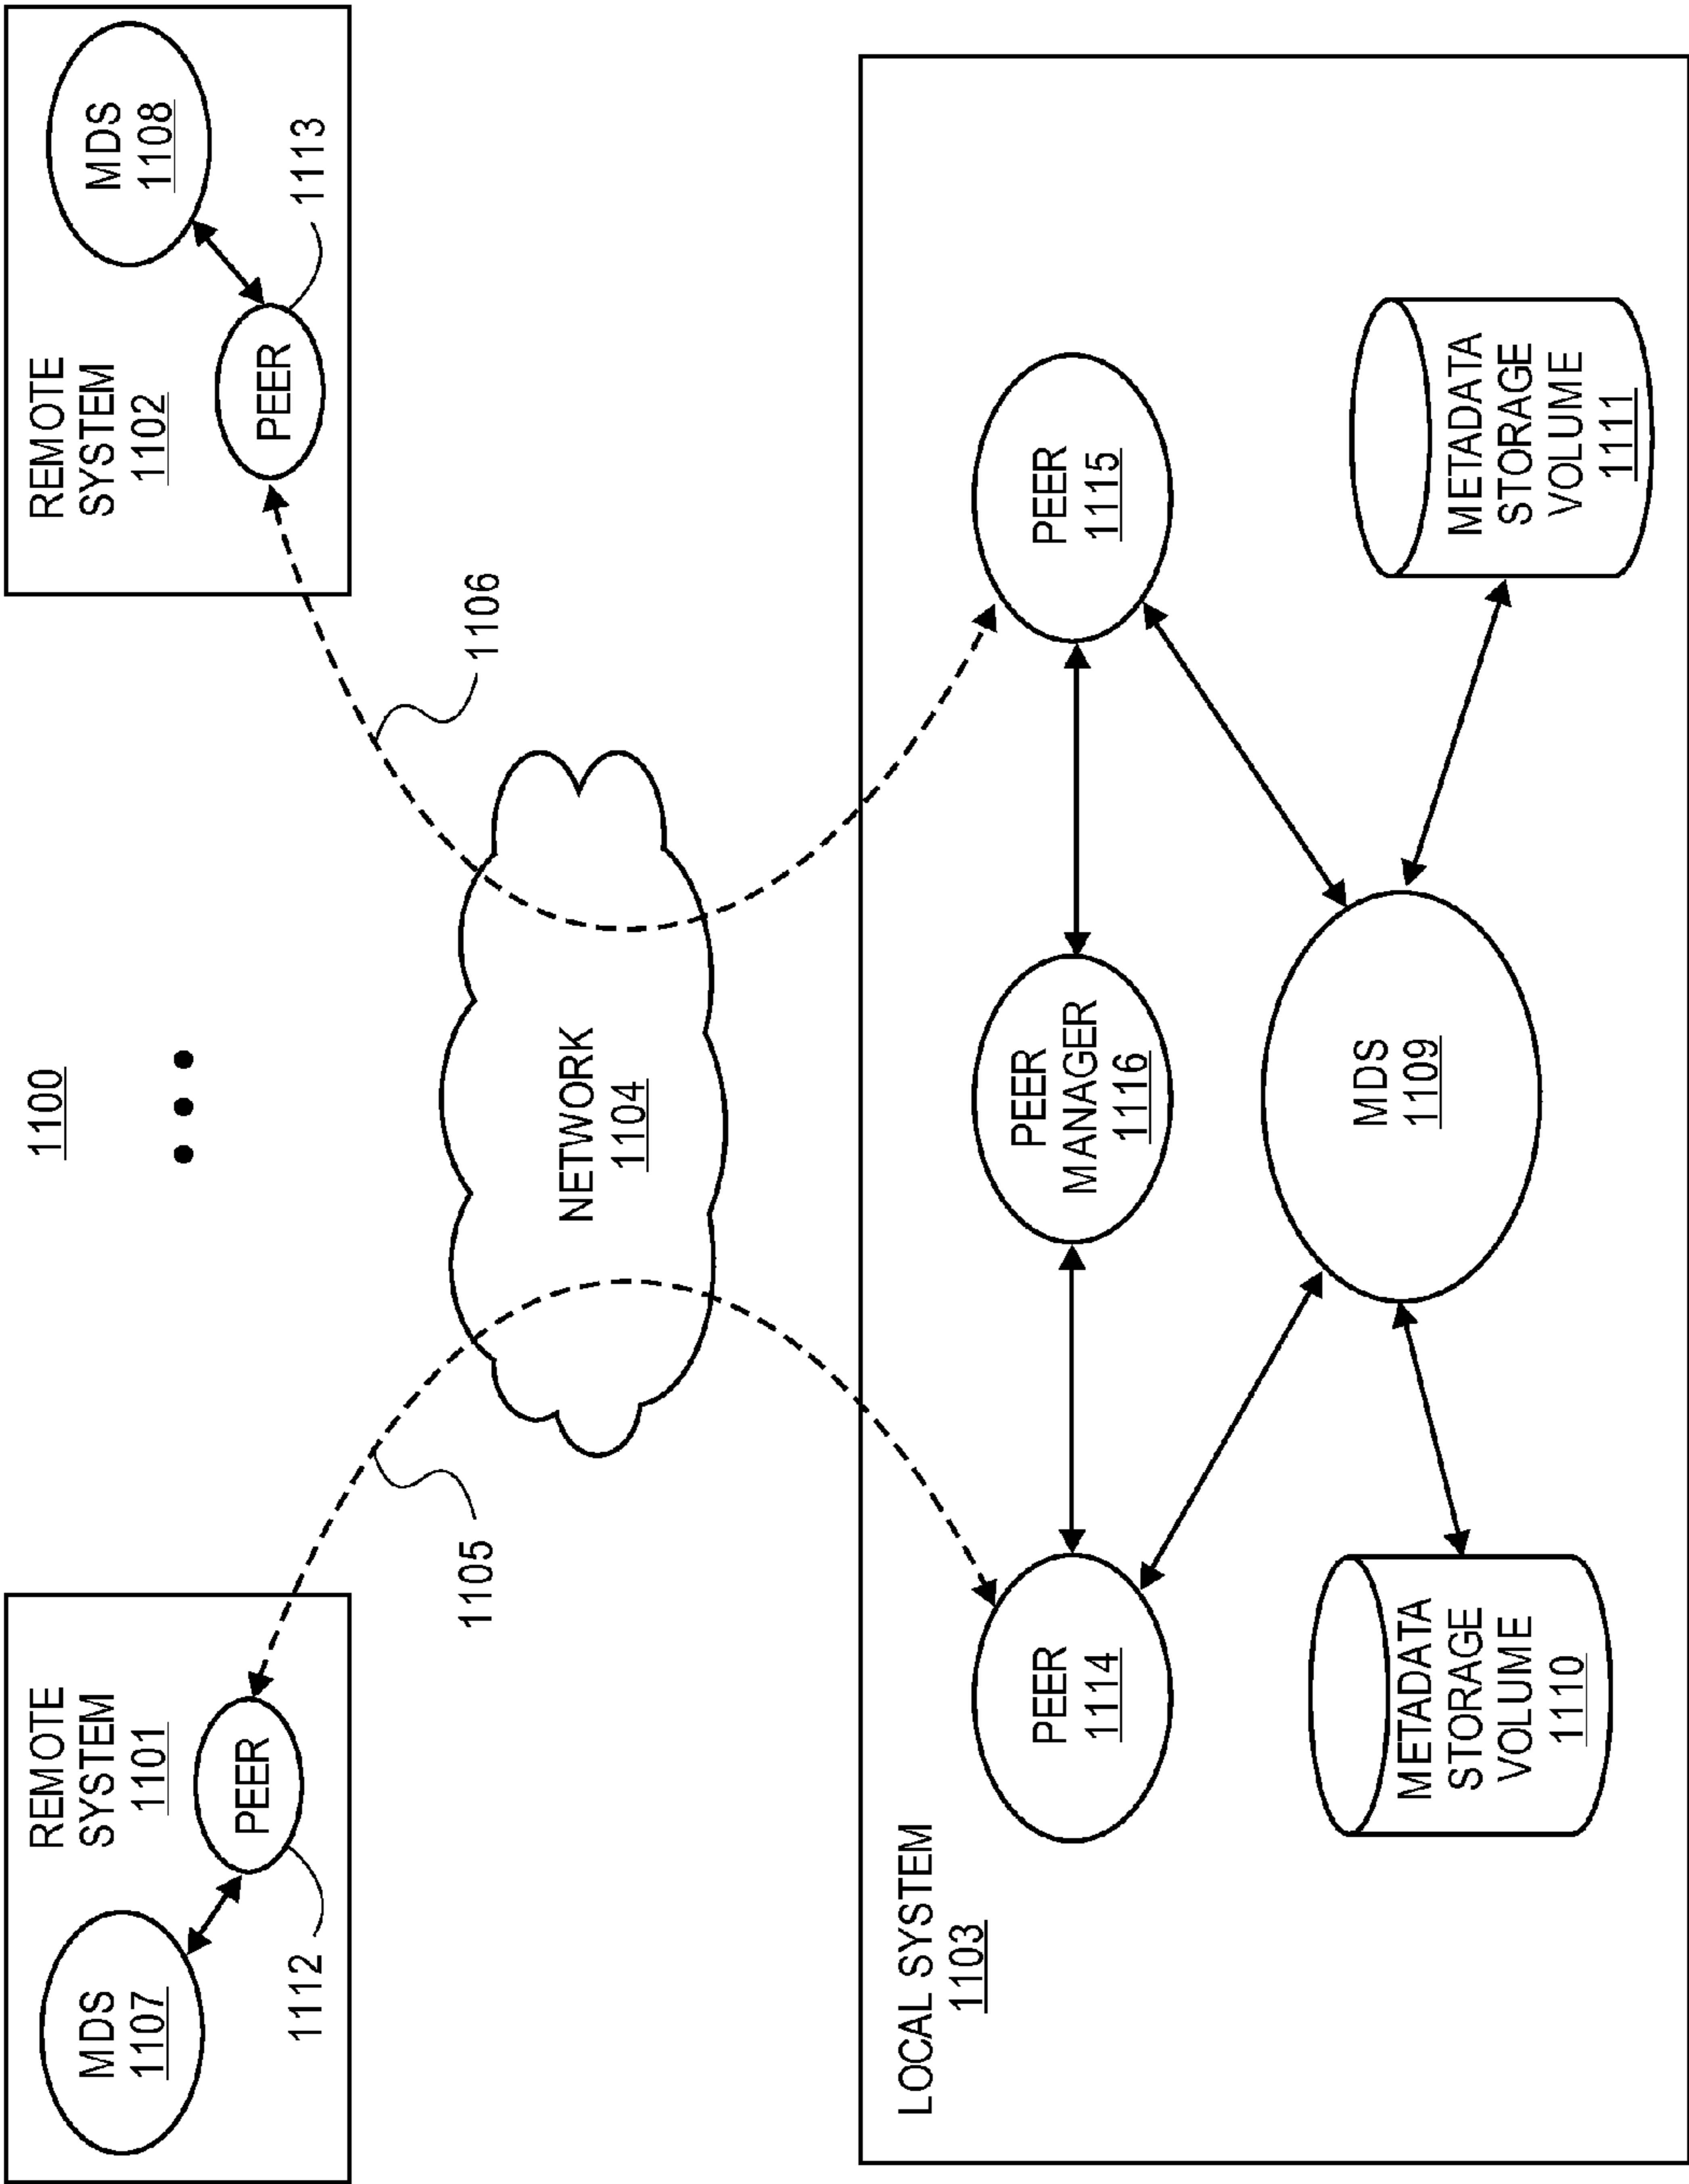 1100
REMOTE
SYSTEM
1101
MDS
1107
PEER
1112
REMOTE
SYSTEM
1102
MDS
1108
PEER
1113
1105
1106
NETWORK
1104
LOCAL SYSTEM
1103
PEER
1114
PEER
MANAGER
1116
PEER
1115
MDS
1109
METADATA
STORAGE
VOLUME
1110
METADATA
STORAGE
VOLUME
1111